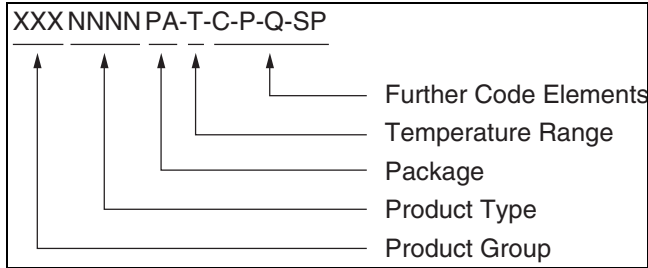 XXX NNNN PA-T-C-P-Q-SP
Further Code Elements
Temperature Range
Package
Product Type
Product Group